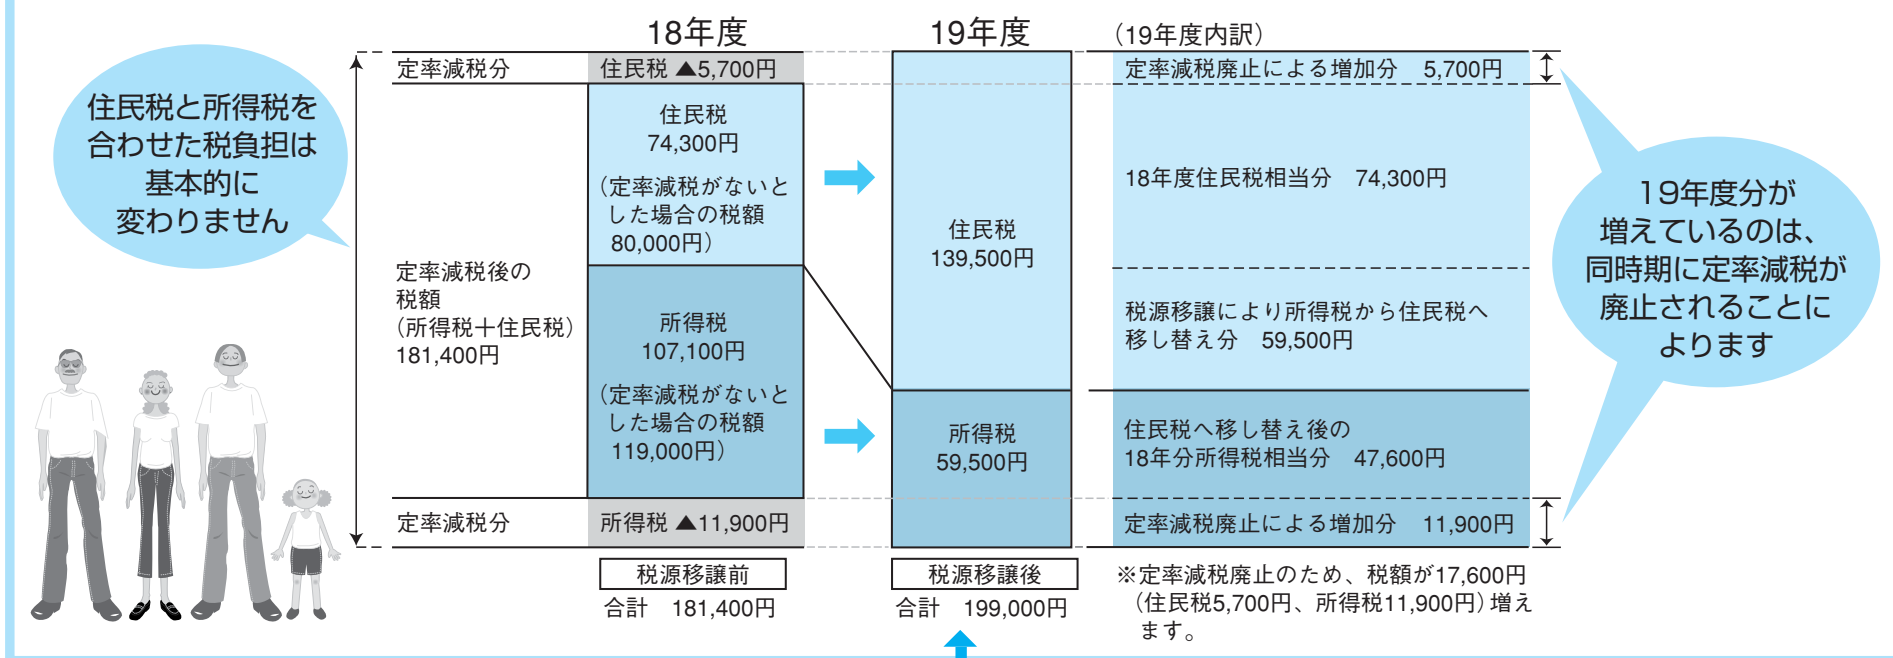 18年度
19年度
（19年度内訳）
住民税と所得税を
合わせた税負担は
基本的に
変わりません
定率減税分
住民税 ▲5,700円
定率減税後の
税額
（所得税＋住民税）
181,400円
住民税
74,300円
（定率減税がないと
した場合の税額
80,000円）
所得税
107,100円
（定率減税がないと
した場合の税額
119,000円）
定率減税分
所得税 ▲11,900円
税源移譲前
合計　181,400円
住民税
139,500円
所得税
59,500円
税源移譲後
合計　199,000円
定率減税廃止による増加分　5,700円
18年度住民税相当分　74,300円
税源移譲により所得税から住民税へ
移し替え分　59,500円
住民税へ移し替え後の
18年分所得税相当分　47,600円
定率減税廃止による増加分　11,900円
※定率減税廃止のため、税額が17,600円
（住民税5,700円、所得税11,900円）増え
ます。
19年度分が
増えているのは、
同時期に定率減税が
廃止されることに
よります